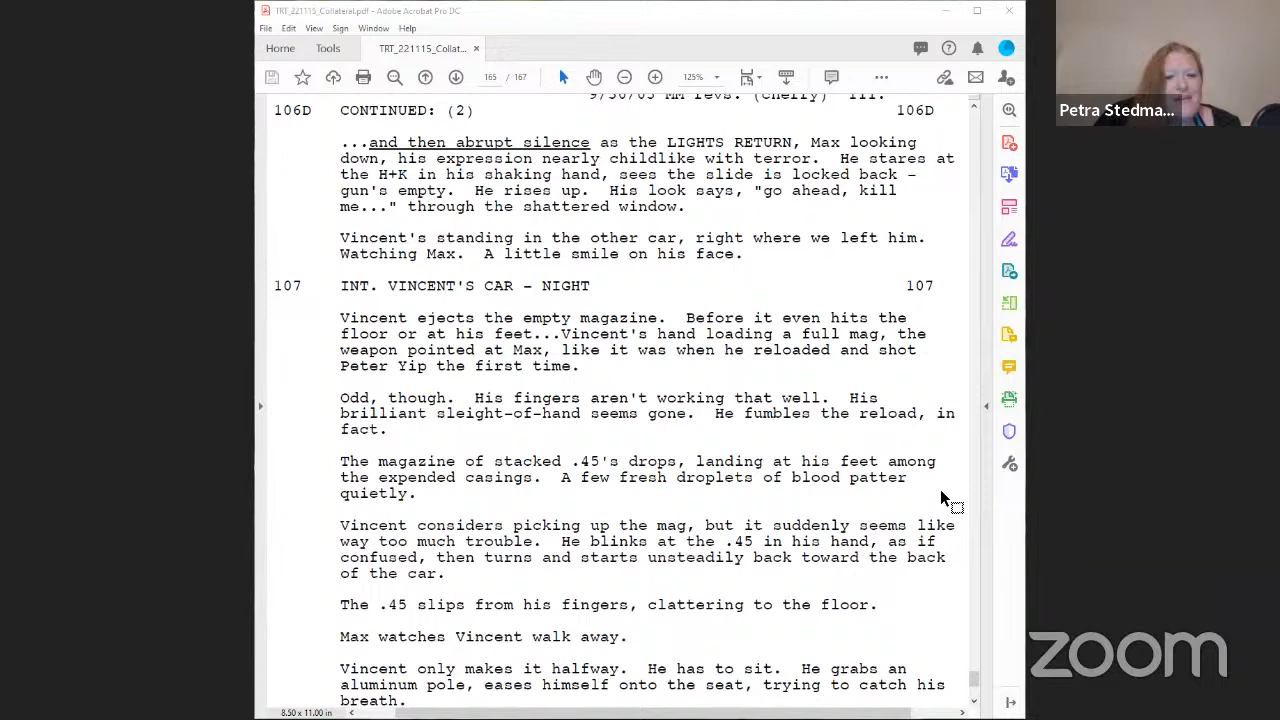 TRT_221115_Collateral.pdf - Adobe Acrobat Pro DC
File Edit View Sign Window Help
Home Tools TRT_221115_Collat... ×
165 / 167 125%
9/30/03 MM revs. (cherry) 111.
106D CONTINUED: (2) 106D
...and then abrupt silence as the LIGHTS RETURN, Max looking
down, his expression nearly childlike with terror. He stares at
the H+K in his shaking hand, sees the slide is locked back -
gun's empty. He rises up. His look says, "go ahead, kill
me..." through the shattered window.
Vincent's standing in the other car, right where we left him.
Watching Max. A little smile on his face.
107 INT. VINCENT'S CAR - NIGHT 107
Vincent ejects the empty magazine. Before it even hits the
floor or at his feet...Vincent's hand loading a full mag, the
weapon pointed at Max, like it was when he reloaded and shot
Peter Yip the first time.
Odd, though. His fingers aren't working that well. His
brilliant sleight-of-hand seems gone. He fumbles the reload, in
fact.
The magazine of stacked .45's drops, landing at his feet among
the expended casings. A few fresh droplets of blood patter
quietly.
Vincent considers picking up the mag, but it suddenly seems like
way too much trouble. He blinks at the .45 in his hand, as if
confused, then turns and starts unsteadily back toward the back
of the car.
The .45 slips from his fingers, clattering to the floor.
Max watches Vincent walk away.
Vincent only makes it halfway. He has to sit. He grabs an
aluminum pole, eases himself onto the seat, trying to catch his
breath.
8.50 x 11.00 in
Petra Stedma...
zoom